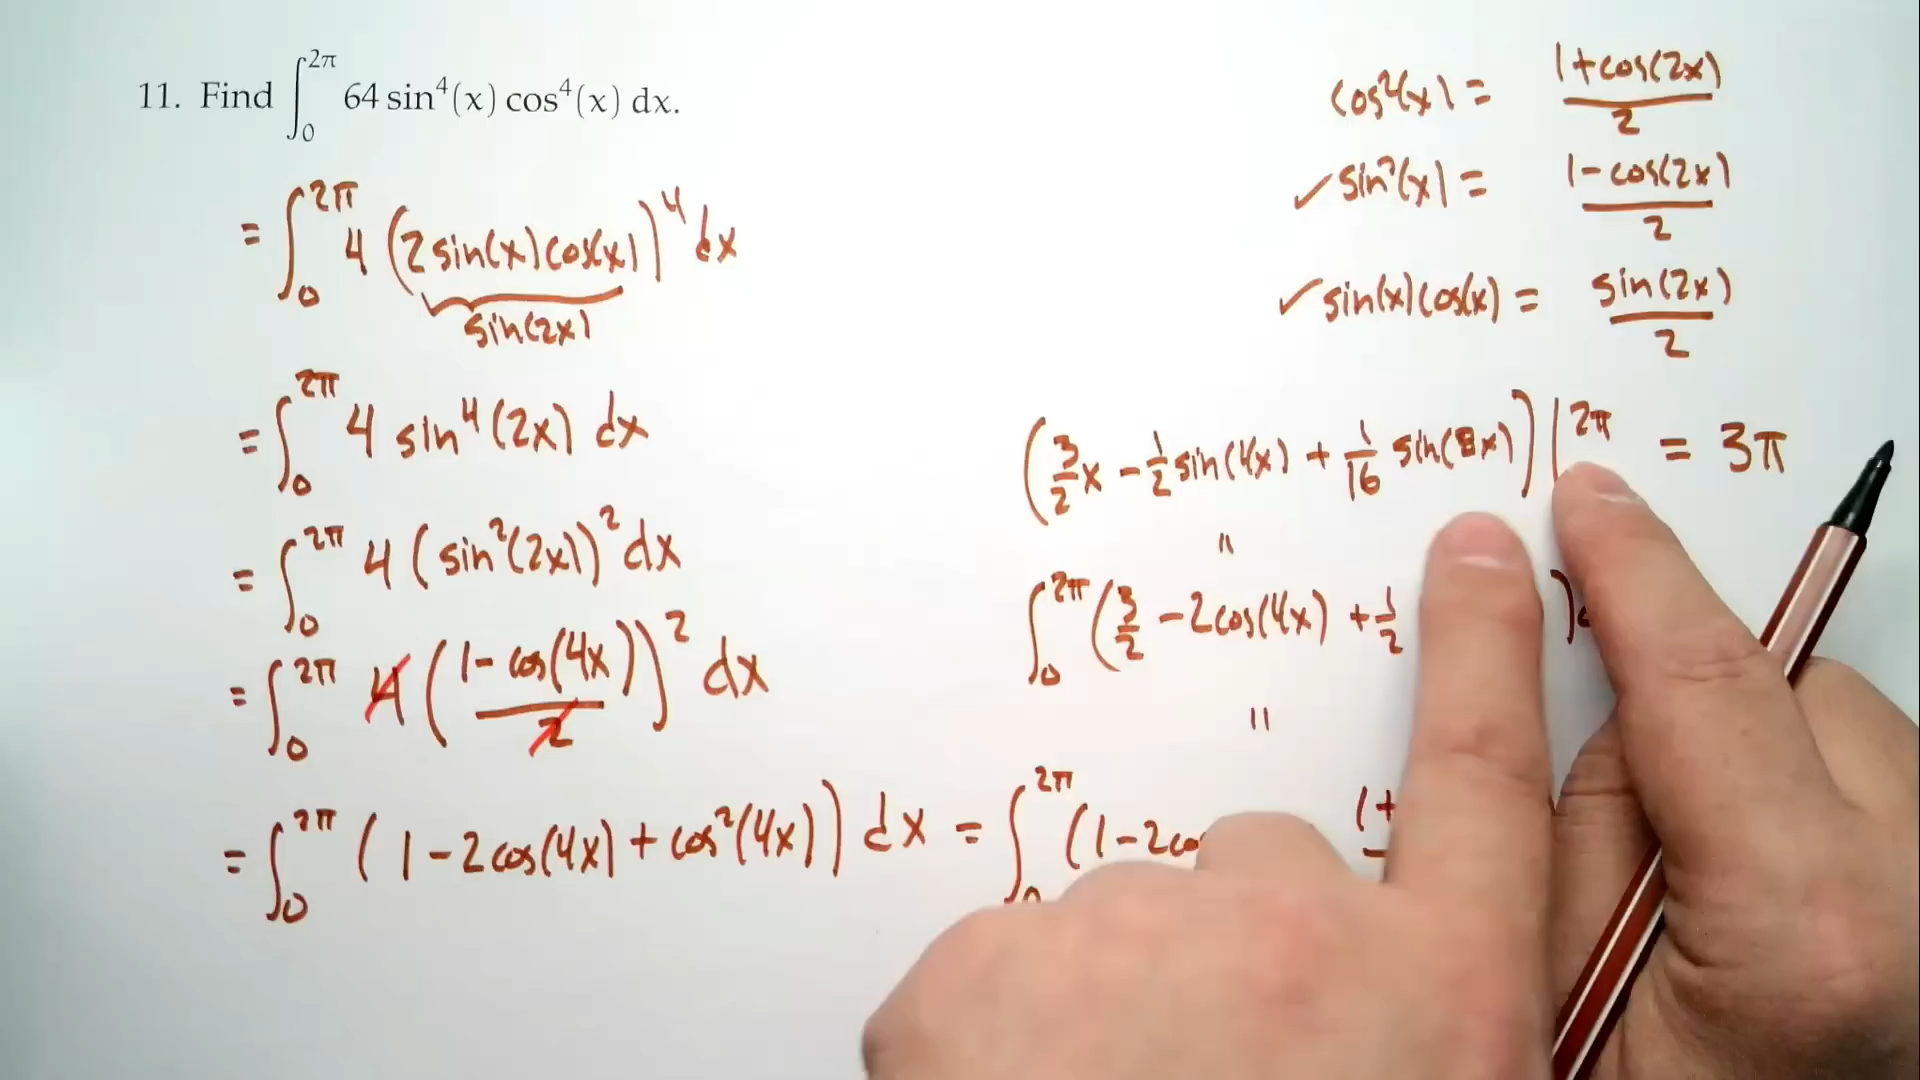 11. Find ∫₀^{2π} 64 sin⁴(x) cos⁴(x) dx.
= ∫₀^{2π} 4 (2sin(x)cos(x))⁴ dx
sin(2x)
= ∫₀^{2π} 4 sin⁴(2x) dx
= ∫₀^{2π} 4 (sin²(2x))² dx
= ∫₀^{2π} 4 ((1-cos(4x))/2)² dx
= ∫₀^{2π} (1-2cos(4x)+cos²(4x)) dx = ∫₀^{2π} (1-2co (1+
∫₀^{2π} (3/2 -2cos(4x) +1/2 )
=
(3/2 x - 1/2 sin(4x) + 1/16 sin(8x)) |^{2π} = 3π
=
cos²(x) = (1+cos(2x))/2
✓ sin²(x) = (1-cos(2x))/2
✓ sin(x)cos(x) = sin(2x)/2